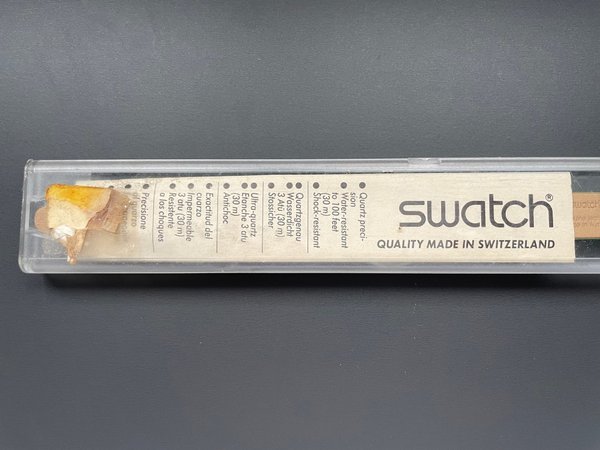 swatch®
QUALITY MADE IN SWITZERLAND
• Quartz preci-
sion
• Water-resistant
to 100 feet
(30 m)
• Shock-resistant
• Quartzgenau
• Wasserdicht
3 Atü (30 m)
• Stossicher
• Ultra-quartz
• Etanche 3 atu
(30 m)
• Antichoc
• Exactitud del
cuarzo
• Impermeable
3 atu (30 m)
• Resistente
a los choques
• Precisione
swatch